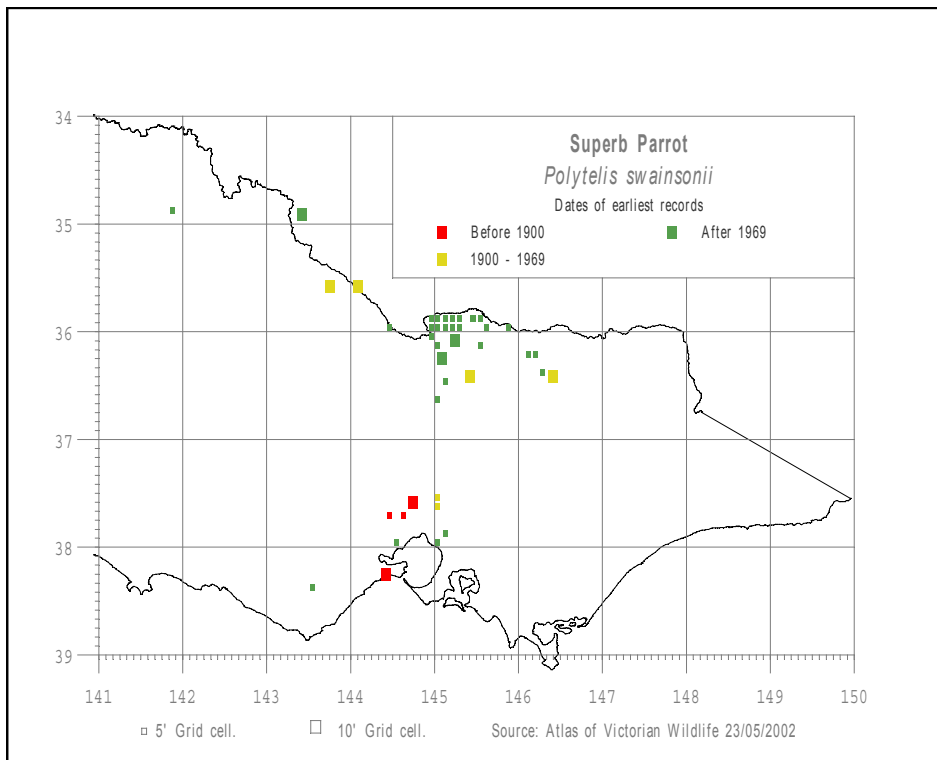 Superb Parrot
Polytelis swainsonii
Dates of earliest records
Before 1900
After 1969
1900 - 1969
34
35
36
37
38
39
141 142 143 144 145 146 147 148 149 150
5' Grid cell.
10' Grid cell.
Source: Atlas of Victorian Wildlife 23/05/2002